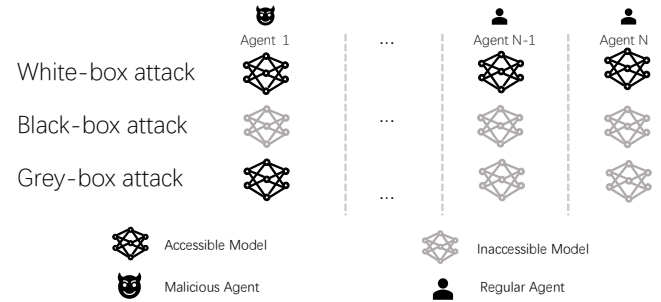 Agent 1
...
Agent N-1
Agent N
White-box attack
Black-box attack
...
Grey-box attack
...
Accessible Model
Inaccessible Model
Malicious Agent
Regular Agent